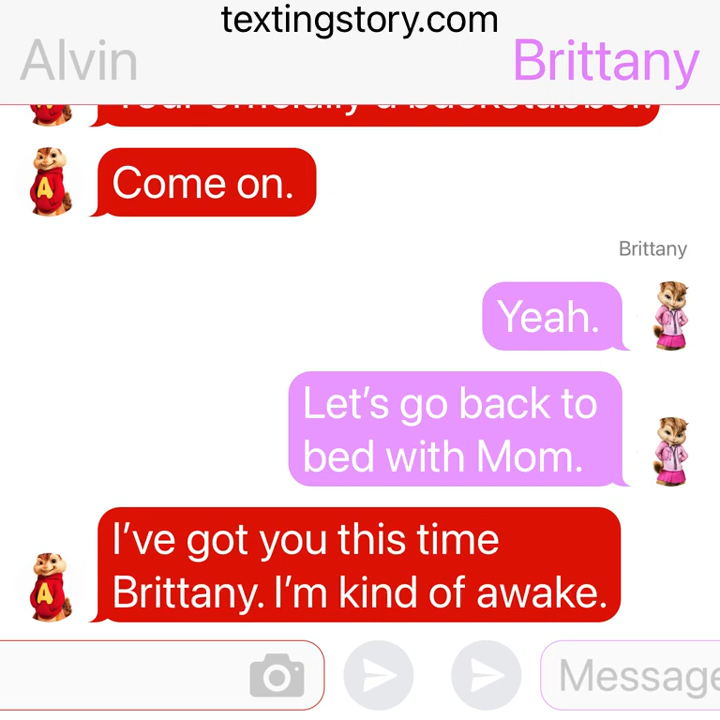 textingstory.com
Alvin
Brittany
Come on.
Brittany
Yeah.
Let’s go back to
bed with Mom.
I’ve got you this time
Brittany. I’m kind of awake.
Message